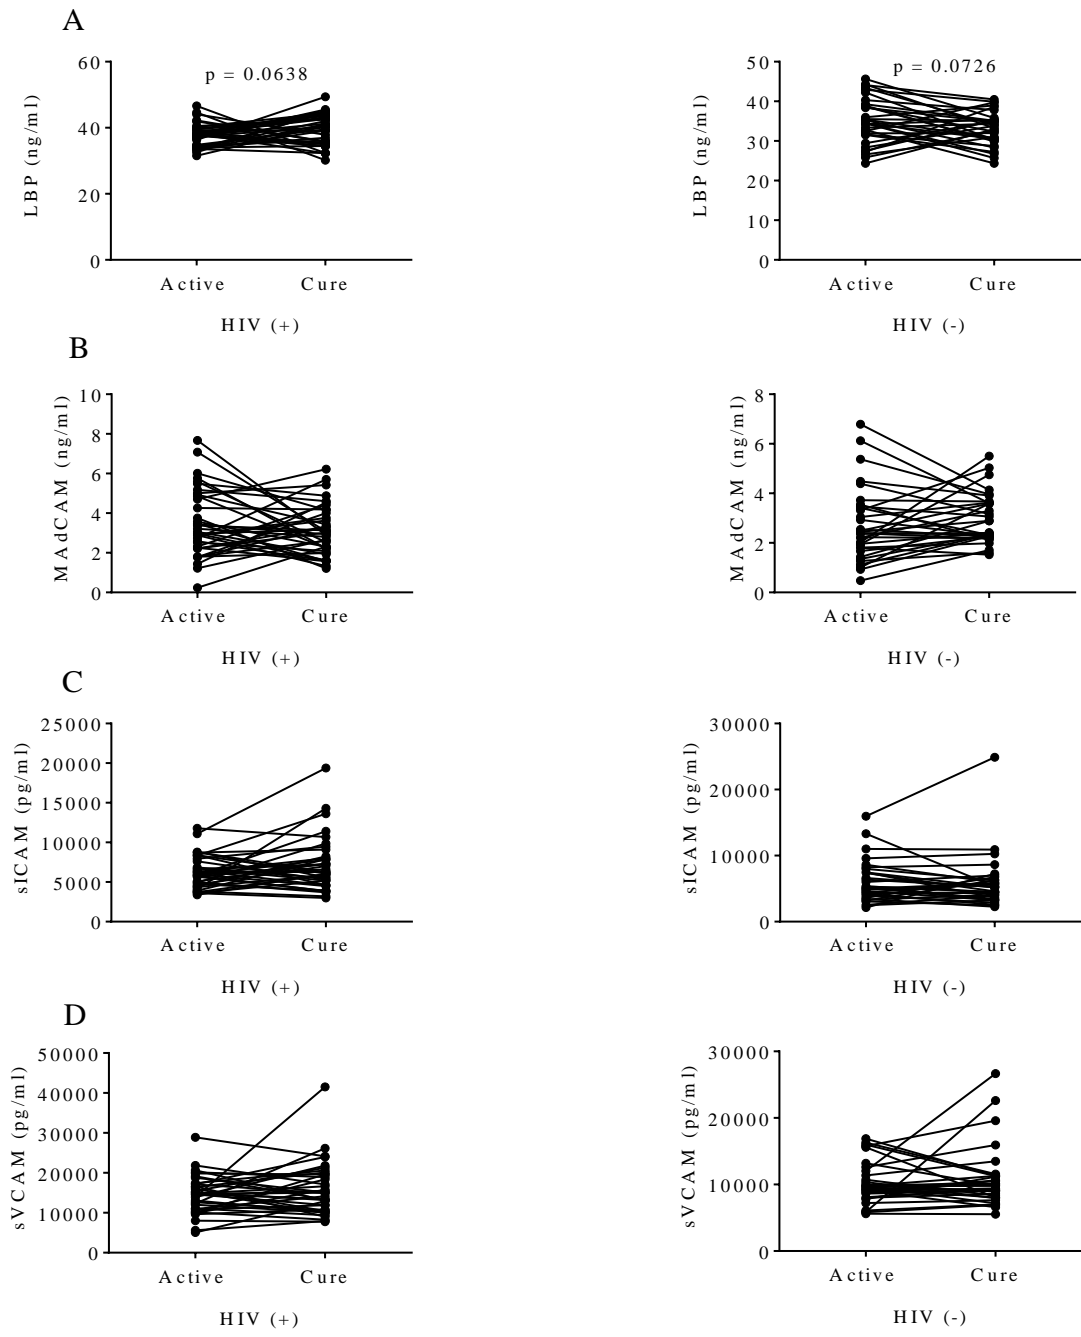 A
60
40
20
0
LBP (ng/ml)
p = 0.0638
Active Cure
HIV (+)
50
40
30
20
10
0
LBP (ng/ml)
p = 0.0726
Active Cure
HIV (-)
B
10
8
6
4
2
0
MAdCAM (ng/ml)
Active Cure
HIV (+)
8
6
4
2
0
MAdCAM (ng/ml)
Active Cure
HIV (-)
C
25000
20000
15000
10000
5000
0
sICAM (pg/ml)
Active Cure
HIV (+)
30000
20000
10000
0
sICAM (pg/ml)
Active Cure
HIV (-)
D
50000
40000
30000
20000
10000
0
sVCAM (pg/ml)
Active Cure
HIV (+)
30000
20000
10000
0
sVCAM (pg/ml)
Active Cure
HIV (-)